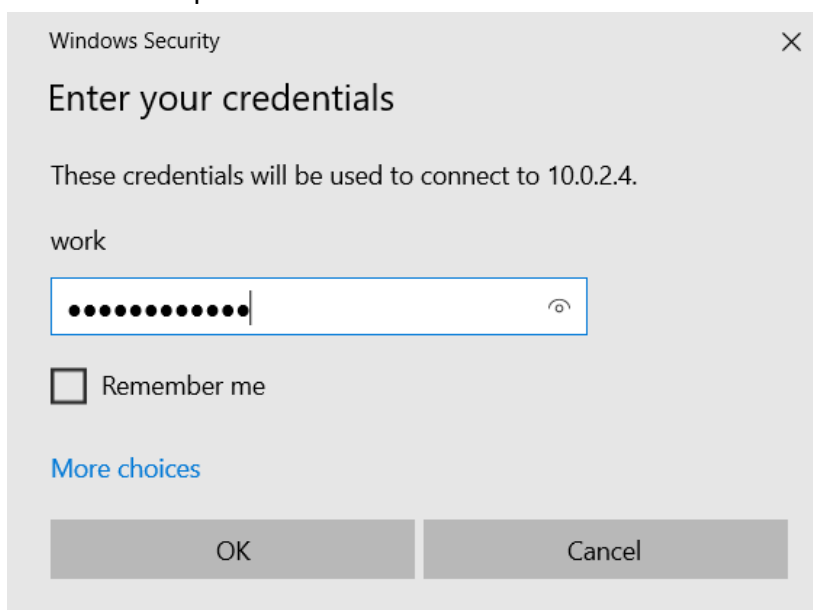 Windows Security
Enter your credentials
These credentials will be used to connect to 10.0.2.4.
work
●●●●●●●●●●●●
Remember me
More choices
OK
Cancel